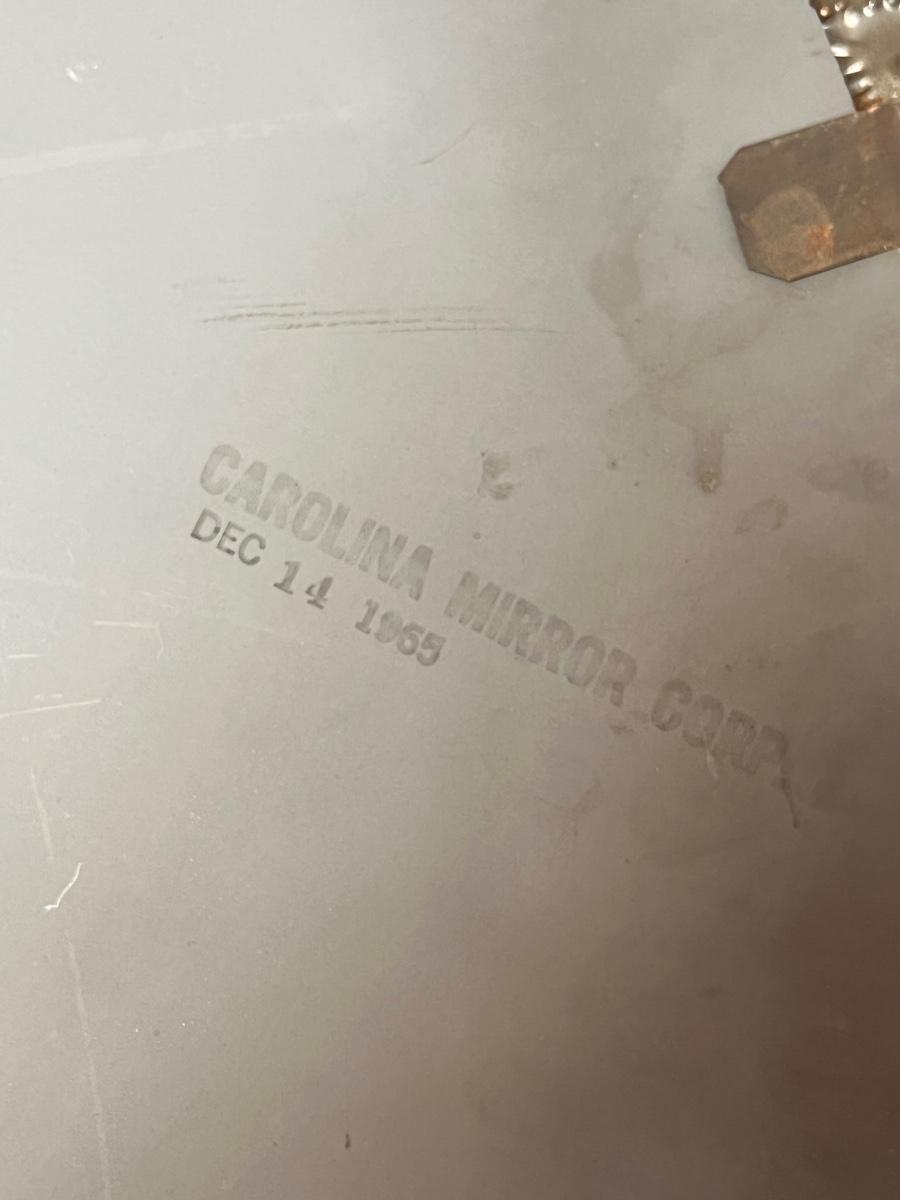 CAROLINA MIRROR CORP.
DEC 14 1965